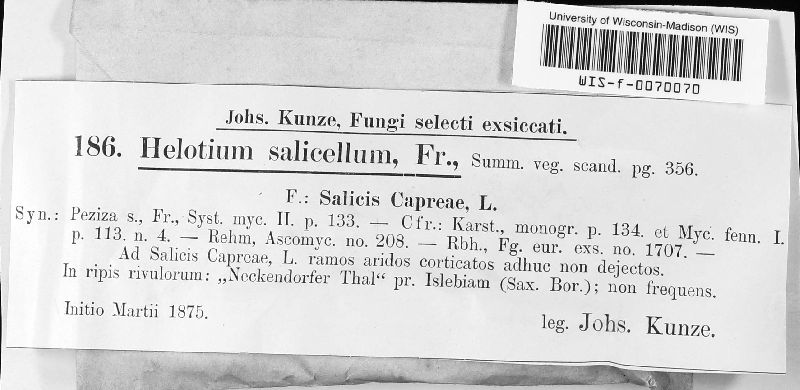 University of Wisconsin-Madison (WIS)
WIS-f-0070070
Johs. Kunze, Fungi selecti exsiccati.
186. Helotium salicellum, Fr., Summ. veg. scand. pg. 356.
F.: Salicis Capreae, L.
Syn.: Peziza s., Fr., Syst. myc. II. p. 133. — Cfr.: Karst., monogr. p. 134. et Myc. fenn. I.
p. 113. n. 4. — Rehm, Ascomyc. no. 208. — Rbh., Fg. eur. exs. no. 1707. —
Ad Salicis Capreae, L. ramos aridos corticatos adhuc non dejectos.
In ripis rivulorum: „Neckendorfer Thal“ pr. Islebiam (Sax. Bor.); non frequens.
Initio Martii 1875.
leg. Johs. Kunze.